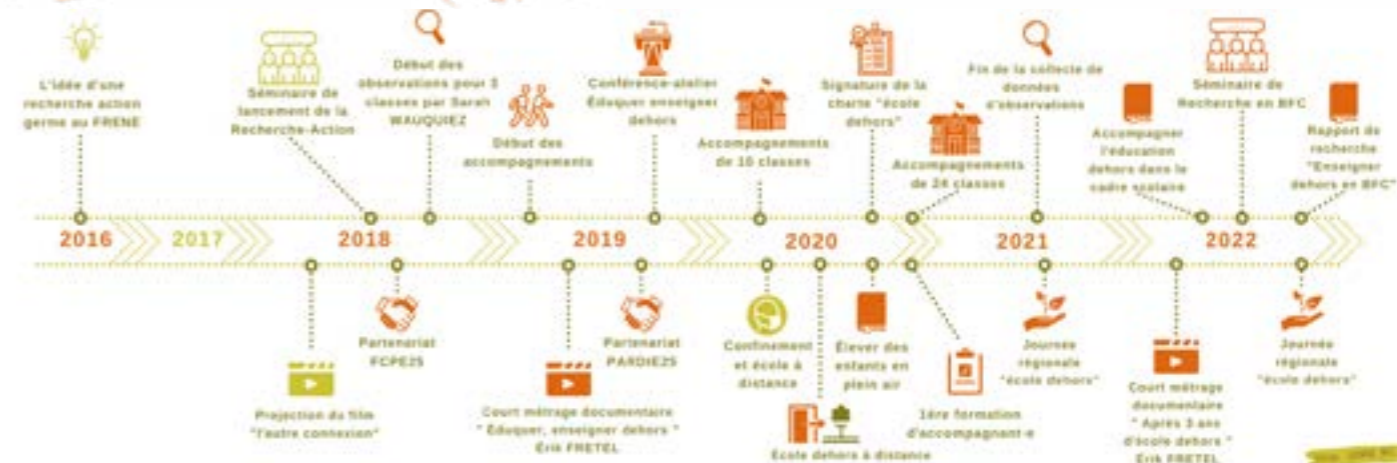 L'idée d'une
recherche action
germe au FRENE
Séminaire de
lancement de la
Recherche-Action
Début des
observations pour 3
classes par Sarah
WAUQUIEZ
Début des
accompagnements
Conférence-atelier
Éduquer enseigner
dehors
Accompagnements
de 10 classes
Signature de la
charte "école
dehors"
Accompagnements
de 24 classes
Fin de la collecte de
données
d'observations
Accompagner
l'éducation
dehors dans le
cadre scolaire
Séminaire de
Recherche en BFC
Rapport de
recherche
"Enseigner
dehors en BFC"
2016
2017
2018
2019
2020
2021
2022
Projection du film
"l'autre connexion"
Partenariat
FCPE25
Court métrage documentaire
" Éduquer, enseigner dehors "
Érik FRETEL
Partenariat
PARDIE25
Confinement
et école à
distance
Ecole dehors à distance
Élever des
enfants en
plein air
1ère formation
d'accompagnant·e
Journée
régionale
"école dehors"
Court métrage
documentaire
" Après 3 ans
d'école dehors "
Erik FRETEL
Journée
régionale
"école dehors"